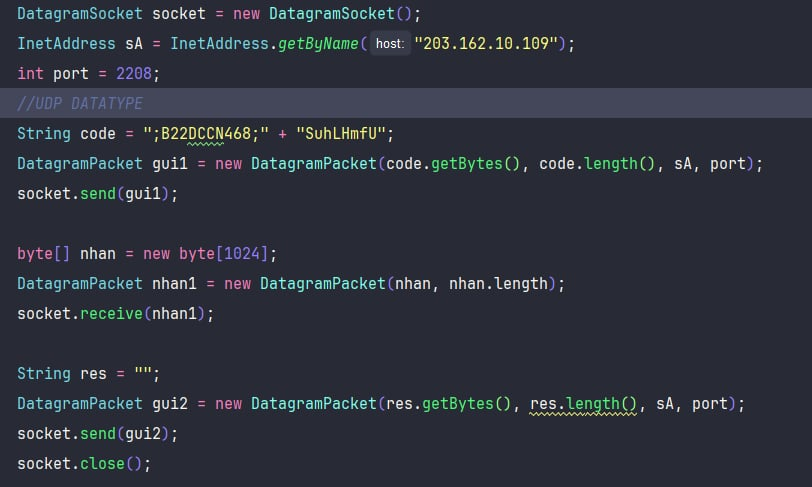 DatagramSocket socket = new DatagramSocket();
InetAddress sA = InetAddress.getByName( host: "203.162.10.109");
int port = 2208;
//UDP DATATYPE
String code = ";B22DCCN468;" + "SuhLHmfU";
DatagramPacket gui1 = new DatagramPacket(code.getBytes(), code.length(), sA, port);
socket.send(gui1);
byte[] nhan = new byte[1024];
DatagramPacket nhan1 = new DatagramPacket(nhan, nhan.length);
socket.receive(nhan1);
String res = "";
DatagramPacket gui2 = new DatagramPacket(res.getBytes(), res.length(), sA, port);
socket.send(gui2);
socket.close();